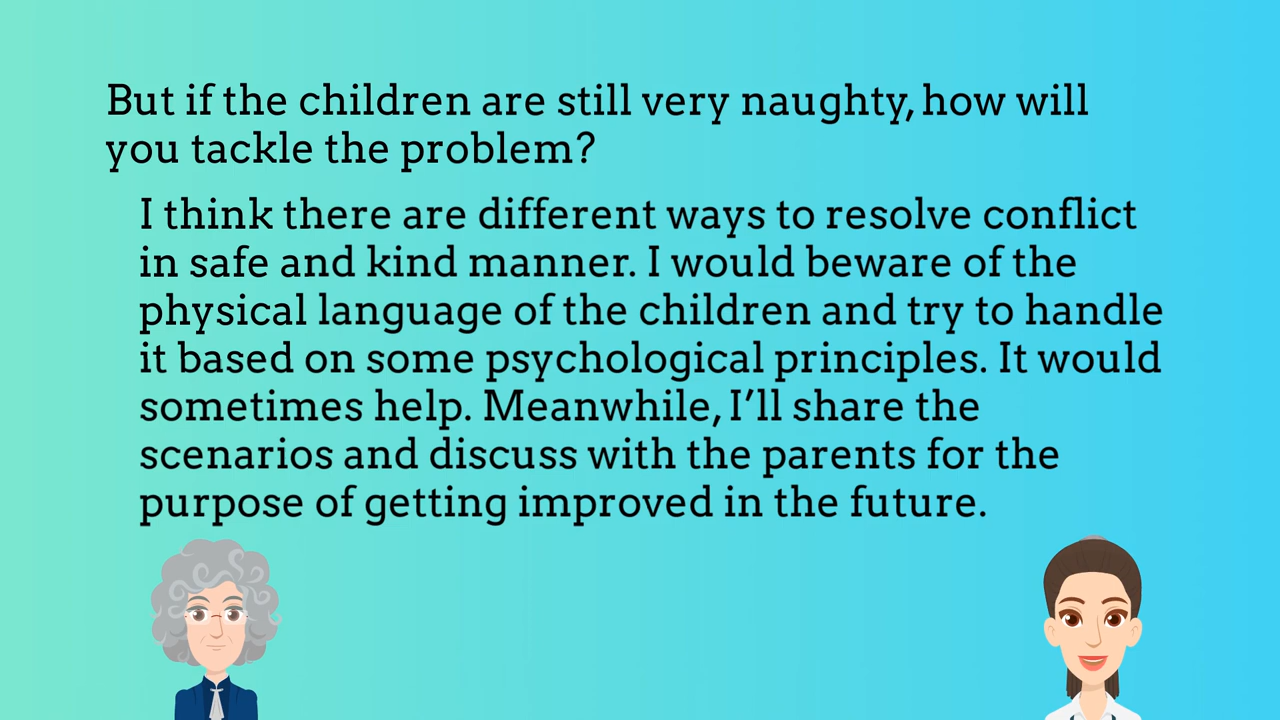 But if the children are still very naughty, how will
you tackle the problem?
I think there are different ways to resolve conflict
in safe and kind manner. I would beware of the
physical language of the children and try to handle
it based on some psychological principles. It would
sometimes help. Meanwhile, I’ll share the
scenarios and discuss with the parents for the
purpose of getting improved in the future.